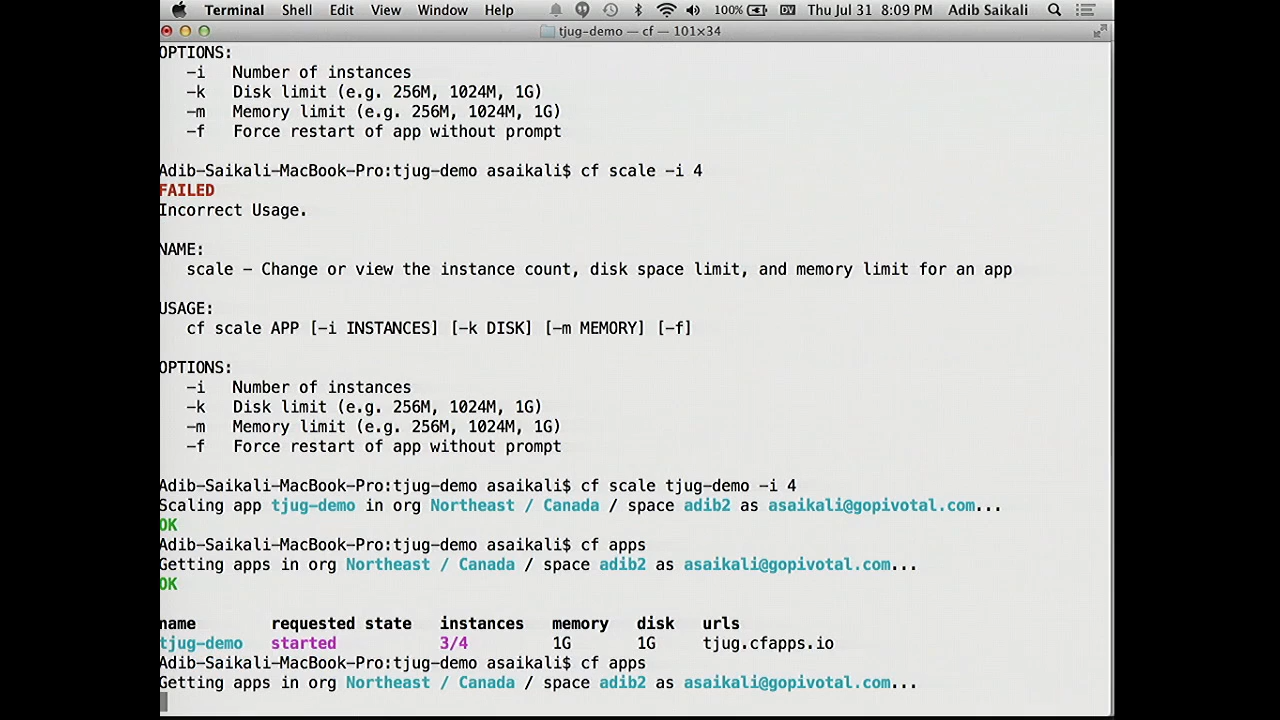 Terminal Shell Edit View Window Help 100% DV Thu Jul 31 8:09 PM Adib Saikali
tjug-demo — cf — 101×34
OPTIONS:
-i Number of instances
-k Disk limit (e.g. 256M, 1024M, 1G)
-m Memory limit (e.g. 256M, 1024M, 1G)
-f Force restart of app without prompt
Adib-Saikali-MacBook-Pro:tjug-demo asaikali$ cf scale -i 4
FAILED
Incorrect Usage.
NAME:
scale - Change or view the instance count, disk space limit, and memory limit for an app
USAGE:
cf scale APP [-i INSTANCES] [-k DISK] [-m MEMORY] [-f]
OPTIONS:
-i Number of instances
-k Disk limit (e.g. 256M, 1024M, 1G)
-m Memory limit (e.g. 256M, 1024M, 1G)
-f Force restart of app without prompt
Adib-Saikali-MacBook-Pro:tjug-demo asaikali$ cf scale tjug-demo -i 4
Scaling app tjug-demo in org Northeast / Canada / space adib2 as asaikali@gopivotal.com...
OK
Adib-Saikali-MacBook-Pro:tjug-demo asaikali$ cf apps
Getting apps in org Northeast / Canada / space adib2 as asaikali@gopivotal.com...
OK
name requested state instances memory disk urls
tjug-demo started 3/4 1G 1G tjug.cfapps.io
Adib-Saikali-MacBook-Pro:tjug-demo asaikali$ cf apps
Getting apps in org Northeast / Canada / space adib2 as asaikali@gopivotal.com...